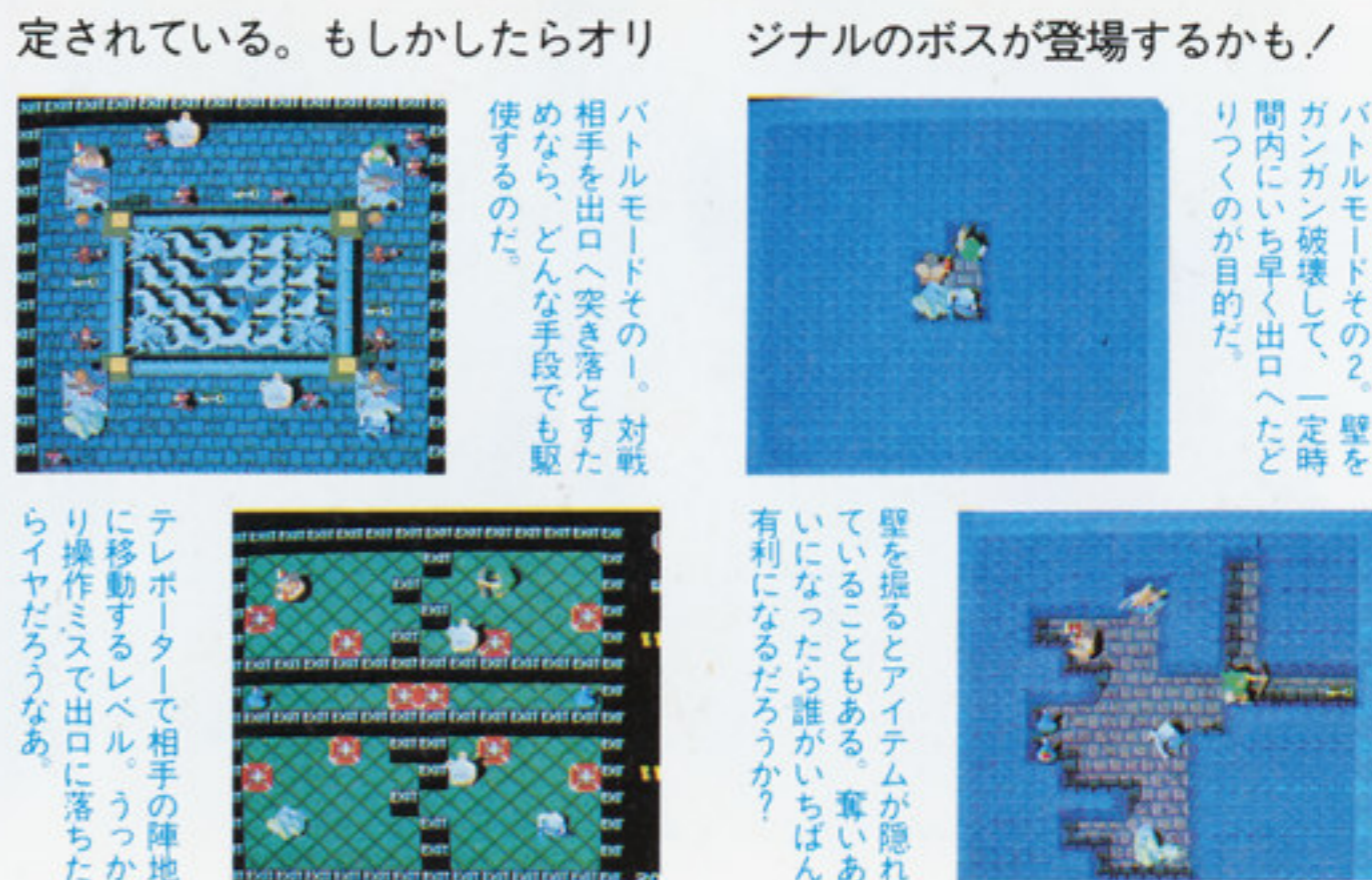 定されている。もしかしたらオリ
ジナルのボスが登場するかも！
バトルモードその1。対戦
相手を出口へ突き落とすた
めなら、どんな手段でも駆
使するのだ。
バトルモードその2。壁を
ガンガン破壊して、一定時
間内にいち早く出口へたど
りつくのが目的だ。
テレポーターで相手の陣地
に移動するレベル。うっか
り操作ミスで出口に落ちた
らイヤだろうなあ。
壁を掘るとアイテムが隠れ
ていることもある。奪いあ
いになったら誰がいちばん
有利になるだろうか？
EXIT EXIT EXIT EXIT EXIT EXIT EXIT EXIT